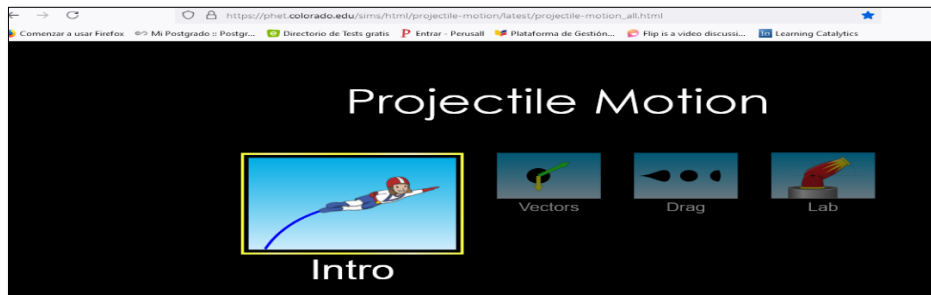 https://phet.colorado.edu/sims/html/projectile-motion/latest/projectile-motion_all.html
Comenzar a usar Firefox Mi Postgrado :: Postgr... Directorio de Tests gratis Entrar - Perusall Plataforma de Gestión... Flip is a video discussi... Learning Catalytics
Projectile Motion
Vectors Drag Lab
Intro